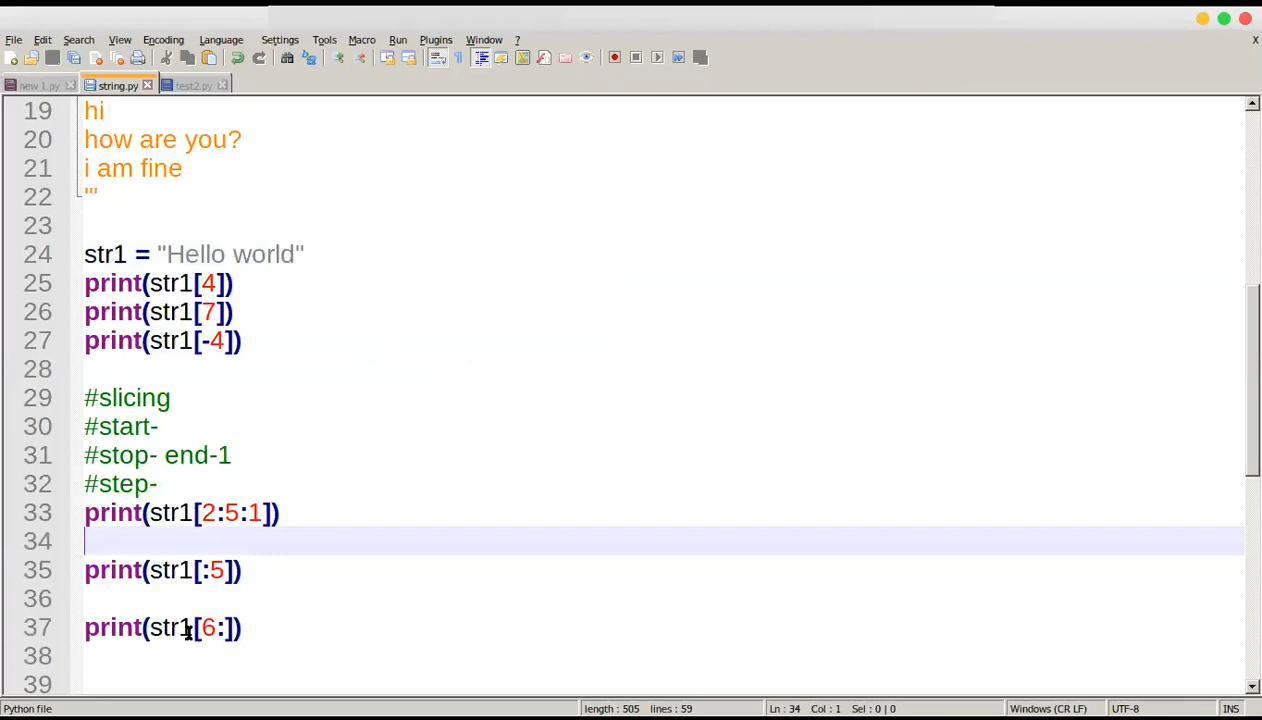 File Edit Search View Encoding Language Settings Tools Macro Run Plugins Window ? X
new 1.py string.py test2.py
19 hi
20 how are you?
21 i am fine
22 '''
23
24 str1 = "Hello world"
25 print(str1[4])
26 print(str1[7])
27 print(str1[-4])
28
29 #slicing
30 #start-
31 #stop- end-1
32 #step-
33 print(str1[2:5:1])
34
35 print(str1[:5])
36
37 print(str1[6:])
38
39
Python file length : 505 lines : 59 Ln : 34 Col : 1 Sel : 0 | 0 Windows (CR LF) UTF-8 INS